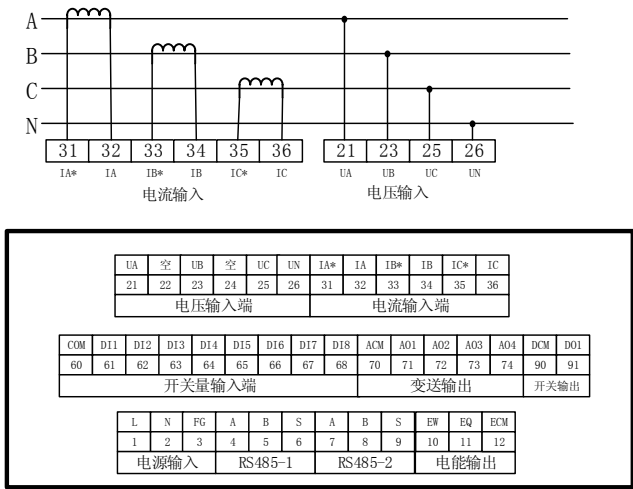 A
B
C
N
31 32 33 34 35 36 21 23 25 26
IA* IA IB* IB IC* IC UA UB UC UN
电流输入 电压输入
UA 空 UB 空 UC UN IA* IA IB* IB IC* IC
21 22 23 24 25 26 31 32 33 34 35 36
电压输入端 电流输入端
COM DI1 DI2 DI3 DI4 DI5 DI6 DI7 DI8 ACM AO1 AO2 AO3 AO4 DCM DO1
60 61 62 63 64 65 66 67 68 70 71 72 73 74 90 91
开关量输入端 变送输出 开关输出
L N FG A B S A B S EW EQ ECM
1 2 3 4 5 6 7 8 9 10 11 12
电源输入 RS485-1 RS485-2 电能输出